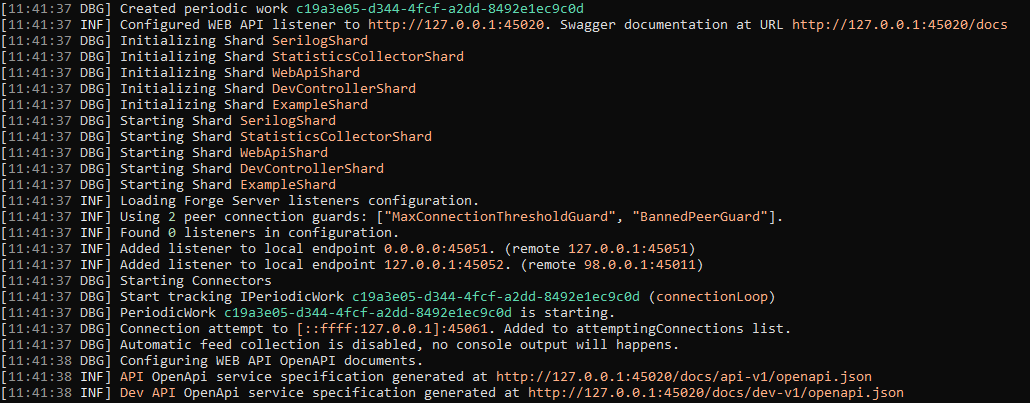 [11:41:37 DBG] Created periodic work c19a3e05-d344-4fcf-a2dd-8492e1ec9c0d
[11:41:37 INF] Configured WEB API listener to http://127.0.0.1:45020. Swagger documentation at URL http://127.0.0.1:45020/docs
[11:41:37 DBG] Initializing Shard SerilogShard
[11:41:37 DBG] Initializing Shard StatisticsCollectorShard
[11:41:37 DBG] Initializing Shard WebApiShard
[11:41:37 DBG] Initializing Shard DevControllerShard
[11:41:37 DBG] Initializing Shard ExampleShard
[11:41:37 DBG] Starting Shard SerilogShard
[11:41:37 DBG] Starting Shard StatisticsCollectorShard
[11:41:37 DBG] Starting Shard WebApiShard
[11:41:37 DBG] Starting Shard DevControllerShard
[11:41:37 DBG] Starting Shard ExampleShard
[11:41:37 INF] Loading Forge Server listeners configuration.
[11:41:37 INF] Using 2 peer connection guards: ["MaxConnectionThresholdGuard", "BannedPeerGuard"].
[11:41:37 INF] Found 0 listeners in configuration.
[11:41:37 INF] Added listener to local endpoint 0.0.0.0:45051. (remote 127.0.0.1:45051)
[11:41:37 INF] Added listener to local endpoint 127.0.0.1:45052. (remote 98.0.0.1:45011)
[11:41:37 DBG] Starting Connectors
[11:41:37 DBG] Start tracking IPeriodicWork c19a3e05-d344-4fcf-a2dd-8492e1ec9c0d (connectionLoop)
[11:41:37 DBG] PeriodicWork c19a3e05-d344-4fcf-a2dd-8492e1ec9c0d is starting.
[11:41:37 DBG] Connection attempt to [::ffff:127.0.0.1]:45061. Added to attemptingConnections list.
[11:41:37 DBG] Automatic feed collection is disabled, no console output will happens.
[11:41:38 DBG] Configuring WEB API OpenAPI documents.
[11:41:38 INF] API OpenApi service specification generated at http://127.0.0.1:45020/docs/api-v1/openapi.json
[11:41:38 INF] Dev API OpenApi service specification generated at http://127.0.0.1:45020/docs/dev-v1/openapi.json